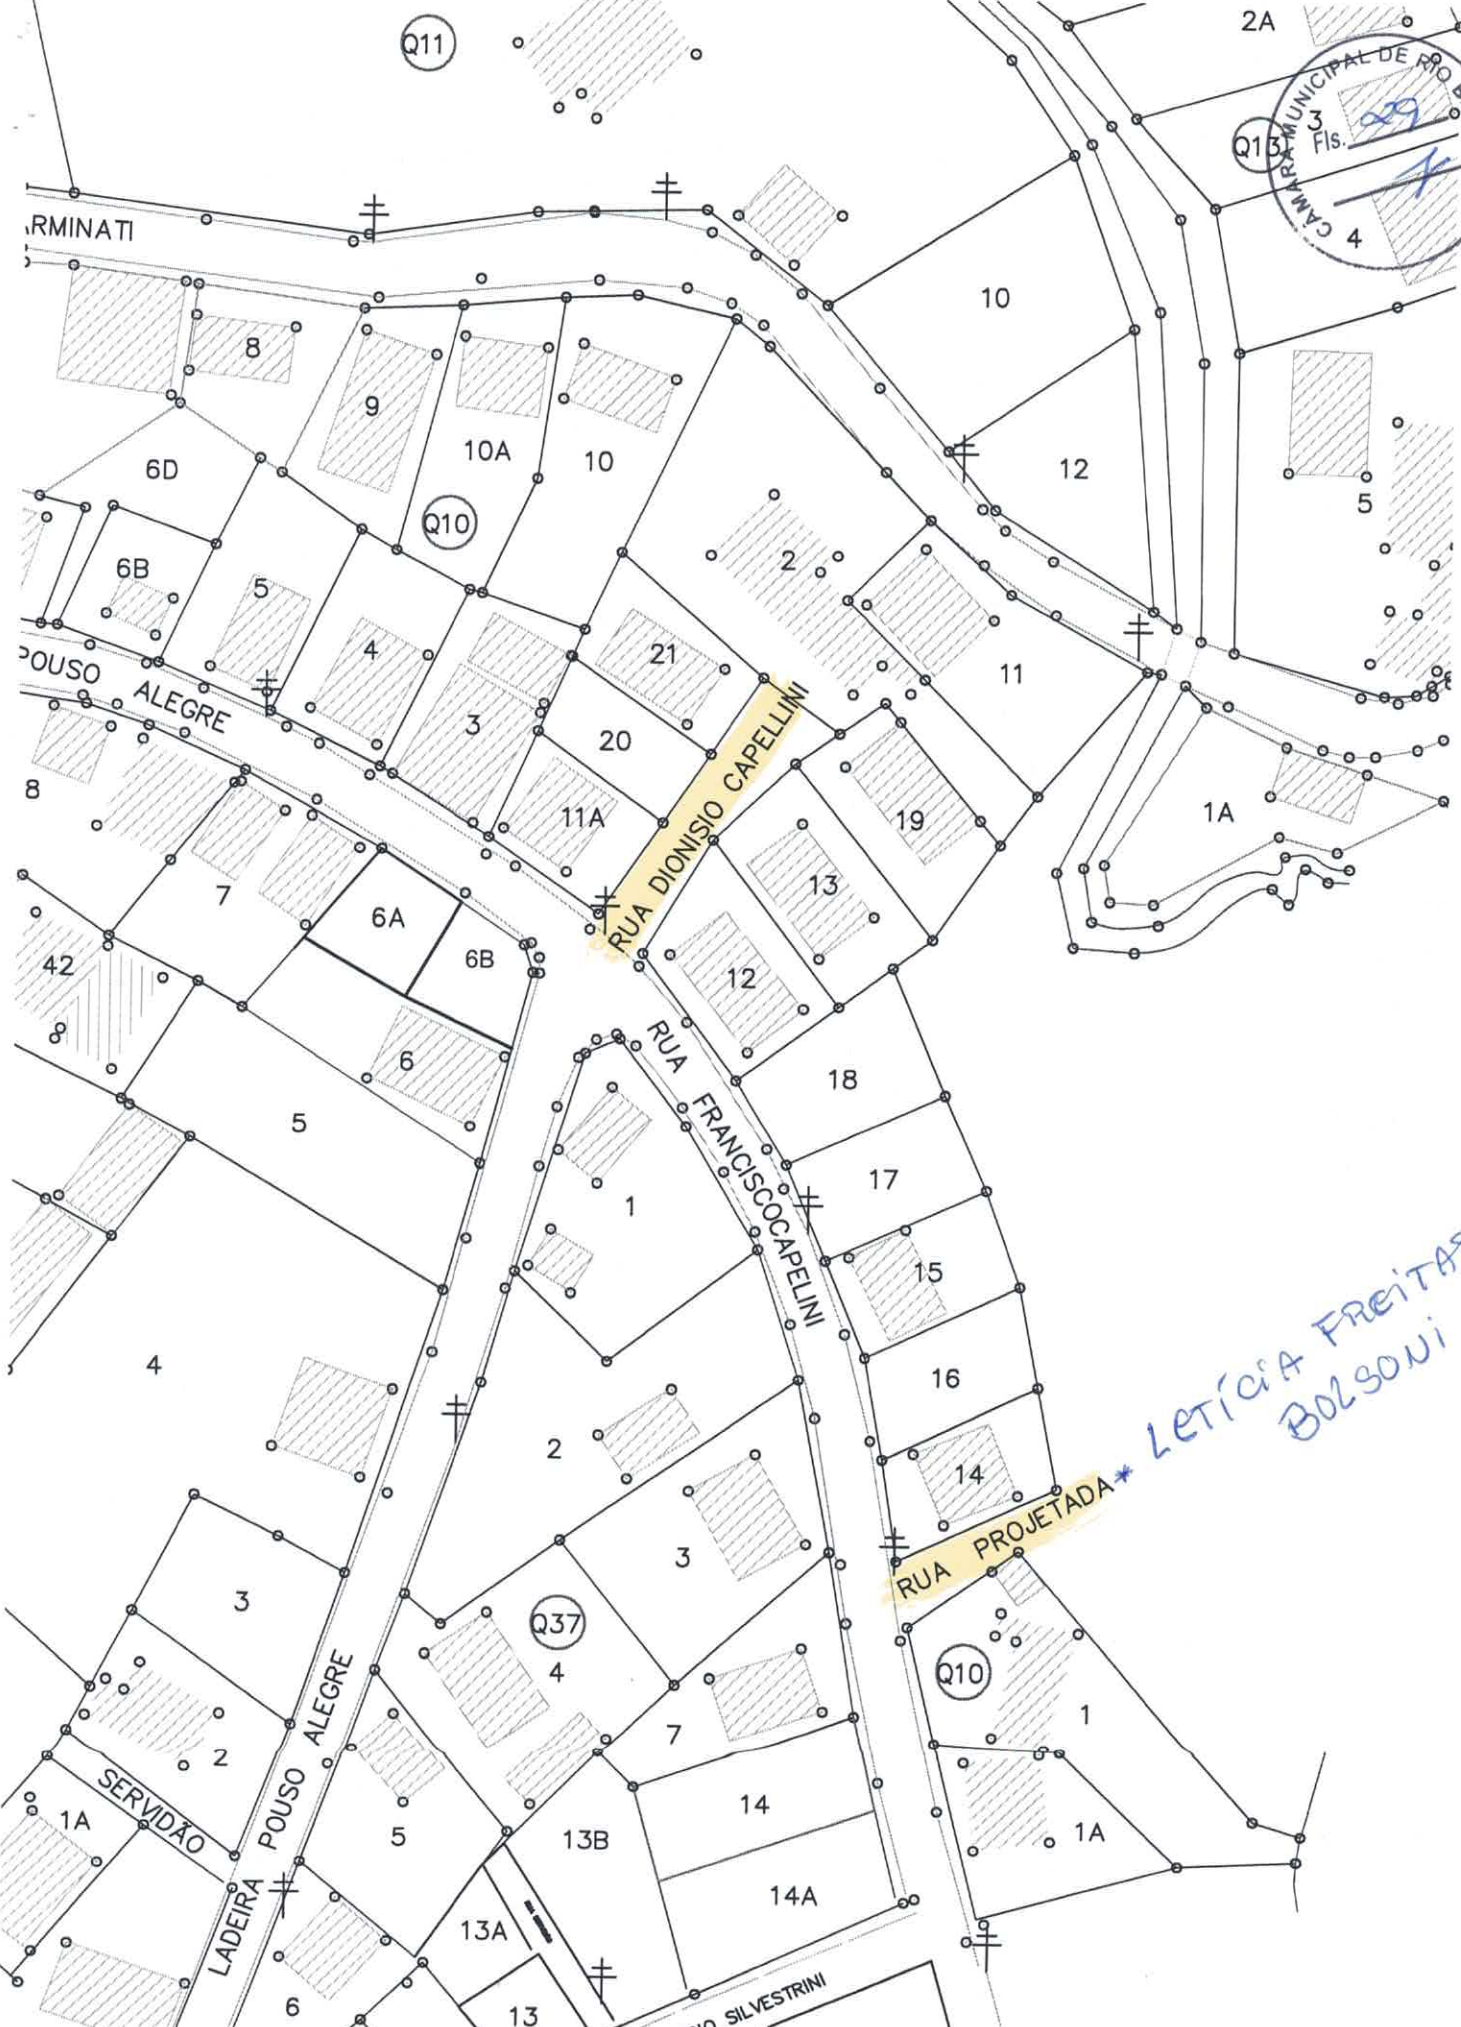 Q11
2A
CAMARA MUNICIPAL DE RIO
3
Fls. 29
Q13
4
RMINATI
10
8
9
10A
10
12
5
6D
Q10
6B
5
4
2
11
21
POUSO ALEGRE
3
20
11A
RUA DIONISIO CAPELLINI
19
1A
8
7
6A
6B
13
12
42
6
5
RUA FRANCISCOCAPELINI
18
17
1
15
16
4
2
14
LETÍCIA FREITAS
BOLSONI
RUA PROJETADA*
3
3
Q37
4
Q10
1
2
7
SERVIDÃO
1A
LADEIRA POUSO ALEGRE
5
13B
14
1A
14A
13A
6
13
IO SILVESTRINI